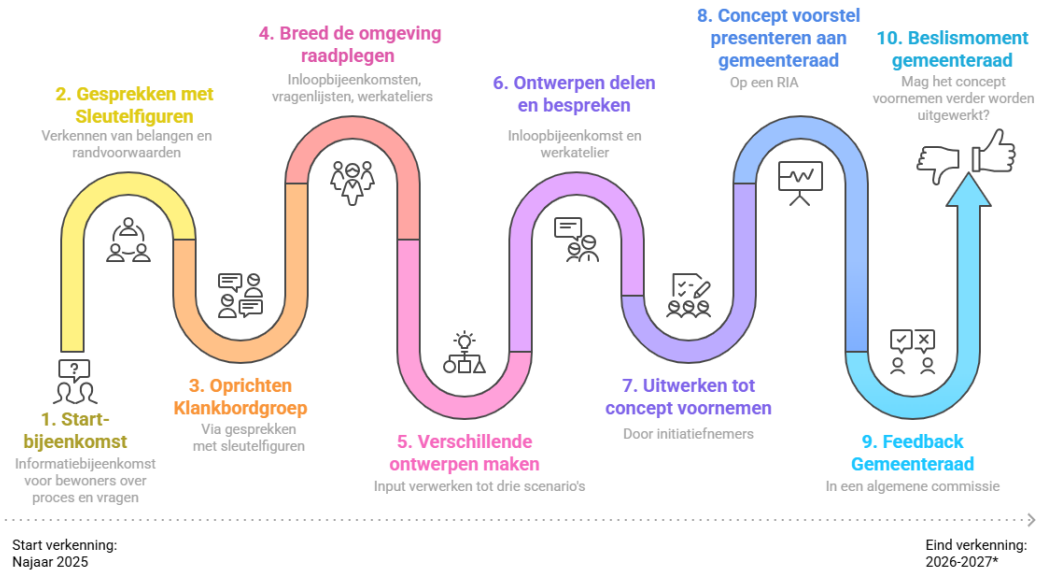 1. Start-
bijeenkomst
Informatiebijeenkomst
voor bewoners over
proces en vragen
?
2. Gesprekken met
Sleutelfiguren
Verkennen van belangen en
randvoorwaarden
3. Oprichten
Klankbordgroep
Via gesprekken
met sleutelfiguren
4. Breed de omgeving
raadplegen
Inloopbijeenkomsten,
vragenlijsten, werkateliers
5. Verschillende
ontwerpen maken
Input verwerken tot drie scenario's
6. Ontwerpen delen
en bespreken
Inloopbijeenkomst en
werkatelier
7. Uitwerken tot
concept voornemen
Door initiatiefnemers
8. Concept voorstel
presenteren aan
gemeenteraad
Op een RIA
9. Feedback
Gemeenteraad
In een algemene commissie
10. Beslismoment
gemeenteraad
Mag het concept
voornemen verder worden
uitgewerkt?
Start verkenning:
Najaar 2025
Eind verkenning:
2026-2027*